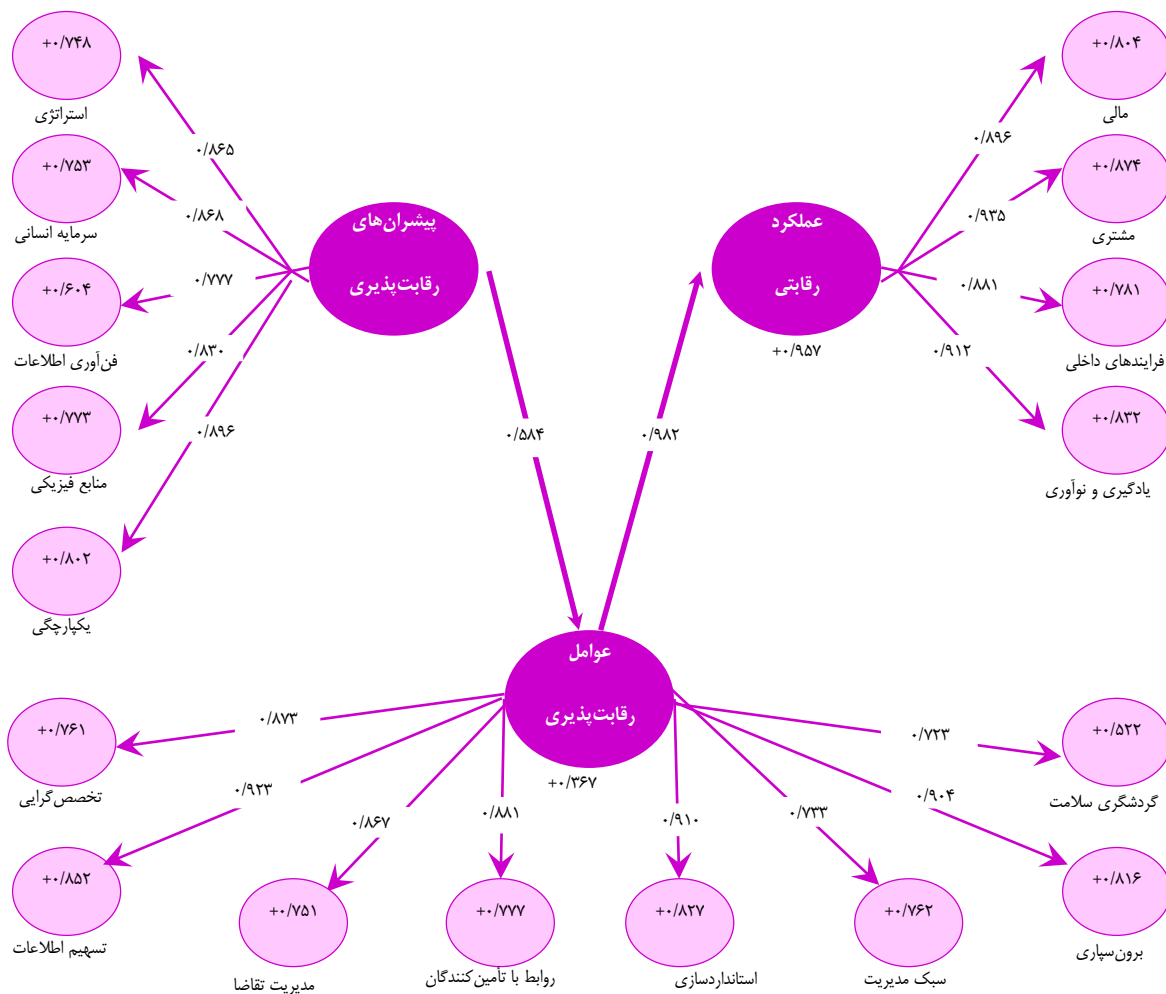 +۰/۷۴۸
استراتژی
+۰/۷۵۳
سرمایه انسانی
+۰/۶۰۴
فن‌آوری اطلاعات
+۰/۷۷۳
منابع فیزیکی
+۰/۸۰۲
یکپارچگی
۰/۸۶۵
۰/۸۶۸
۰/۷۷۷
۰/۸۳۰
۰/۸۹۶
پیشران‌های
رقابت‌پذیری
۰/۵۸۴
عملکرد
رقابتی
+۰/۹۵۷
۰/۹۸۲
۰/۸۹۶
۰/۹۳۵
۰/۸۸۱
۰/۹۱۲
+۰/۸۰۴
مالی
+۰/۸۷۴
مشتری
+۰/۷۸۱
فرایندهای داخلی
+۰/۸۳۲
یادگیری و نوآوری
عوامل
رقابت‌پذیری
+۰/۳۶۷
۰/۸۷۳
۰/۹۲۳
۰/۸۶۷
۰/۸۸۱
۰/۹۱۰
۰/۷۳۳
۰/۹۰۴
۰/۷۲۳
+۰/۷۶۱
تخصص‌گرایی
+۰/۸۵۲
تسهیم اطلاعات
+۰/۷۵۱
مدیریت تقاضا
+۰/۷۷۷
روابط با تأمین‌کنندگان
+۰/۸۲۷
استانداردسازی
+۰/۷۶۲
سبک مدیریت
+۰/۸۱۶
برون‌سپاری
+۰/۵۲۲
گردشگری سلامت